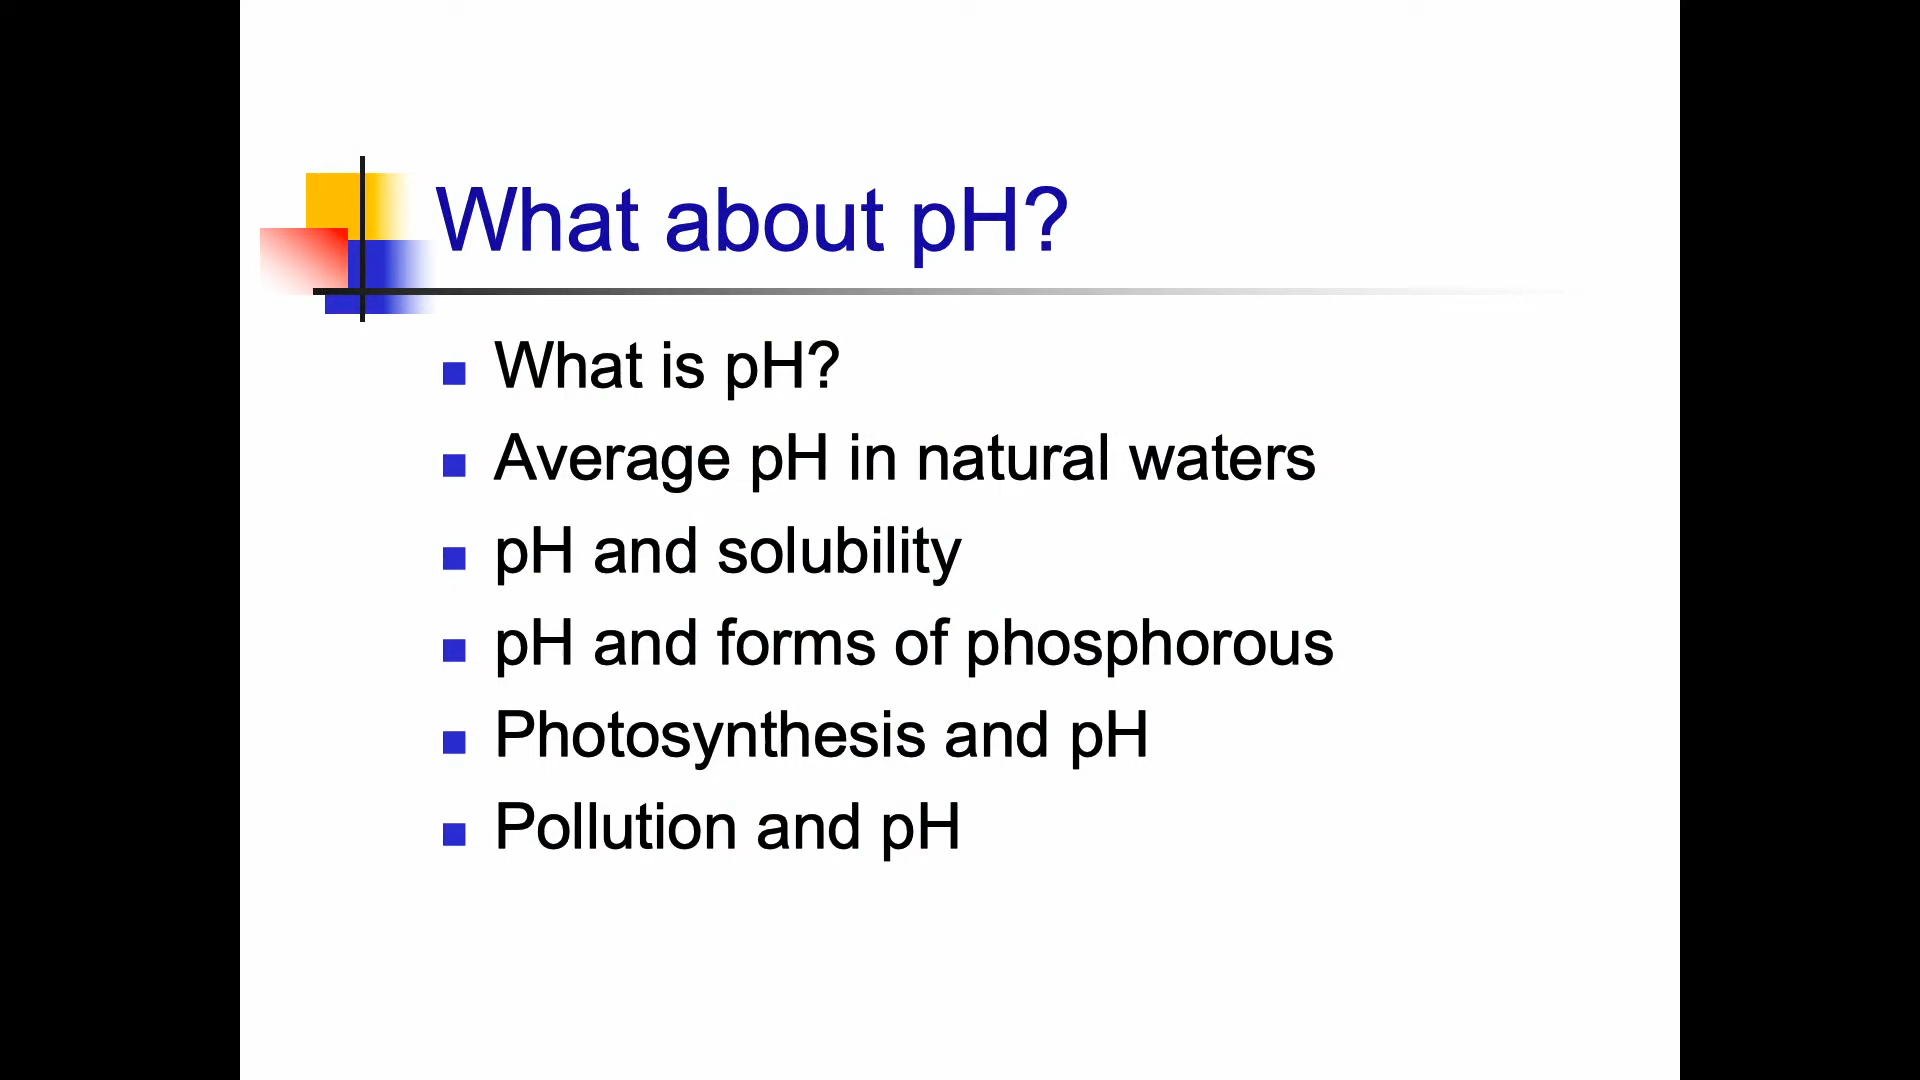 What about pH?
What is pH?
Average pH in natural waters
pH and solubility
pH and forms of phosphorous
Photosynthesis and pH
Pollution and pH